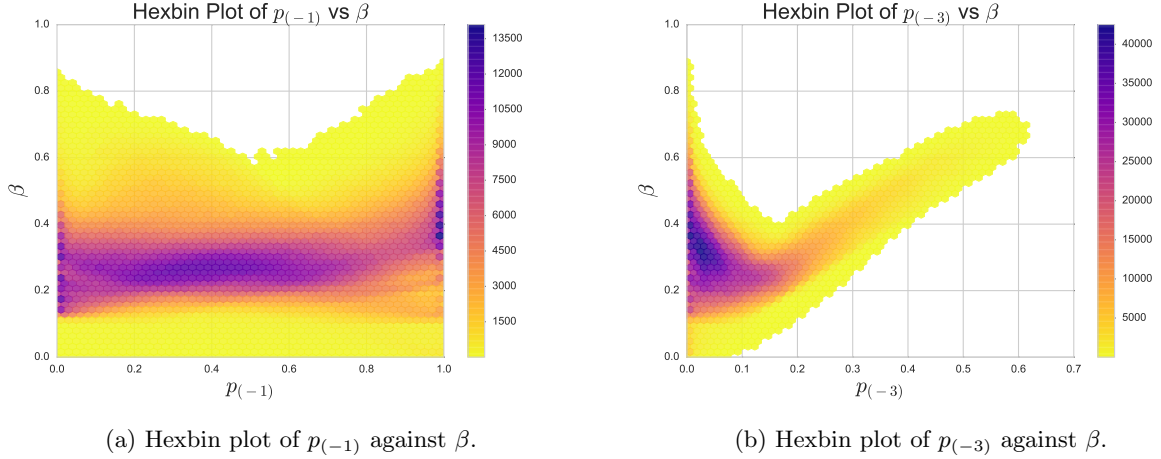 Hexbin Plot of p(−1) vs β
1.0
0.8
0.6
0.4
0.2
0.0
β
0.0 0.2 0.4 0.6 0.8 1.0
p(−1)
13500
12000
10500
9000
7500
6000
4500
3000
1500
(a) Hexbin plot of p(−1) against β.
Hexbin Plot of p(−3) vs β
1.0
0.8
0.6
0.4
0.2
0.0
β
0.0 0.1 0.2 0.3 0.4 0.5 0.6 0.7
p(−3)
40000
35000
30000
25000
20000
15000
10000
5000
(b) Hexbin plot of p(−3) against β.